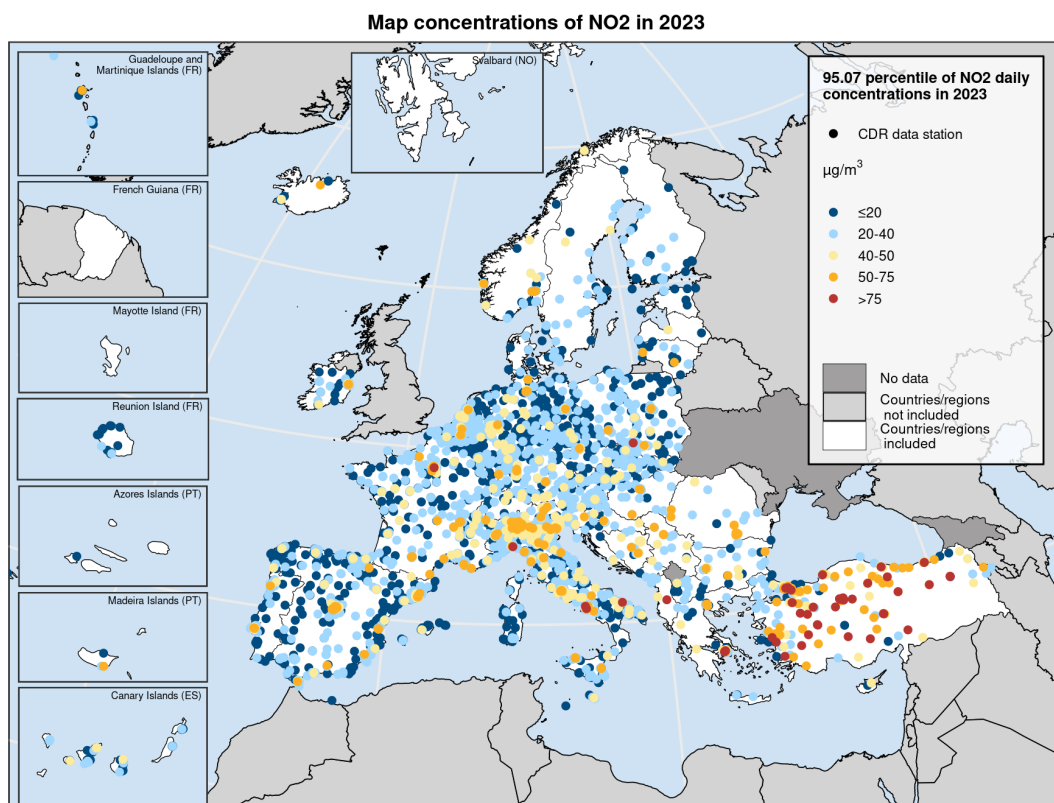 Map concentrations of NO2 in 2023
Guadeloupe and
Martinique Islands (FR)
French Guiana (FR)
Mayotte Island (FR)
Reunion Island (FR)
Azores Islands (PT)
Madeira Islands (PT)
Canary Islands (ES)
Svalbard (NO)
95.07 percentile of NO2 daily
concentrations in 2023
CDR data station
µg/m³
≤20
20-40
40-50
50-75
>75
No data
Countries/regions
not included
Countries/regions
included